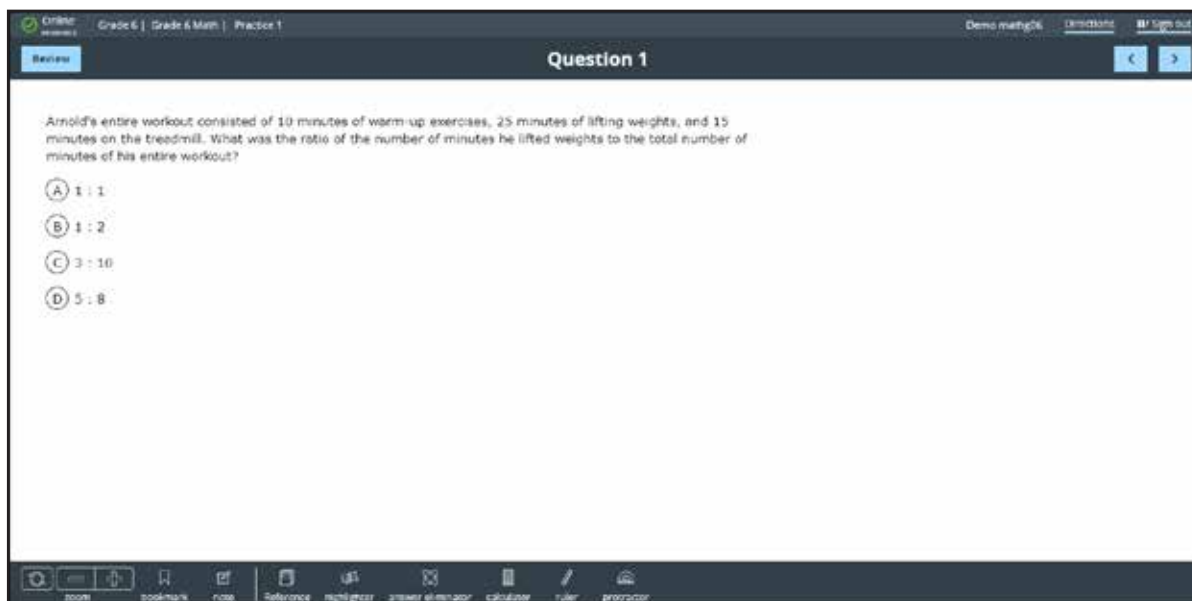 Online
Grade 6 | Grade 6 Math | Practice 1
Demo mathg06
Directions
Sign out
Review
Question 1
Arnold's entire workout consisted of 10 minutes of warm-up exercises, 25 minutes of lifting weights, and 15
minutes on the treadmill. What was the ratio of the number of minutes he lifted weights to the total number of
minutes of his entire workout?
A 1 : 1
B 1 : 2
C 3 : 10
D 5 : 8
zoom bookmark note Reference highlighter answer eliminator calculator ruler protractor